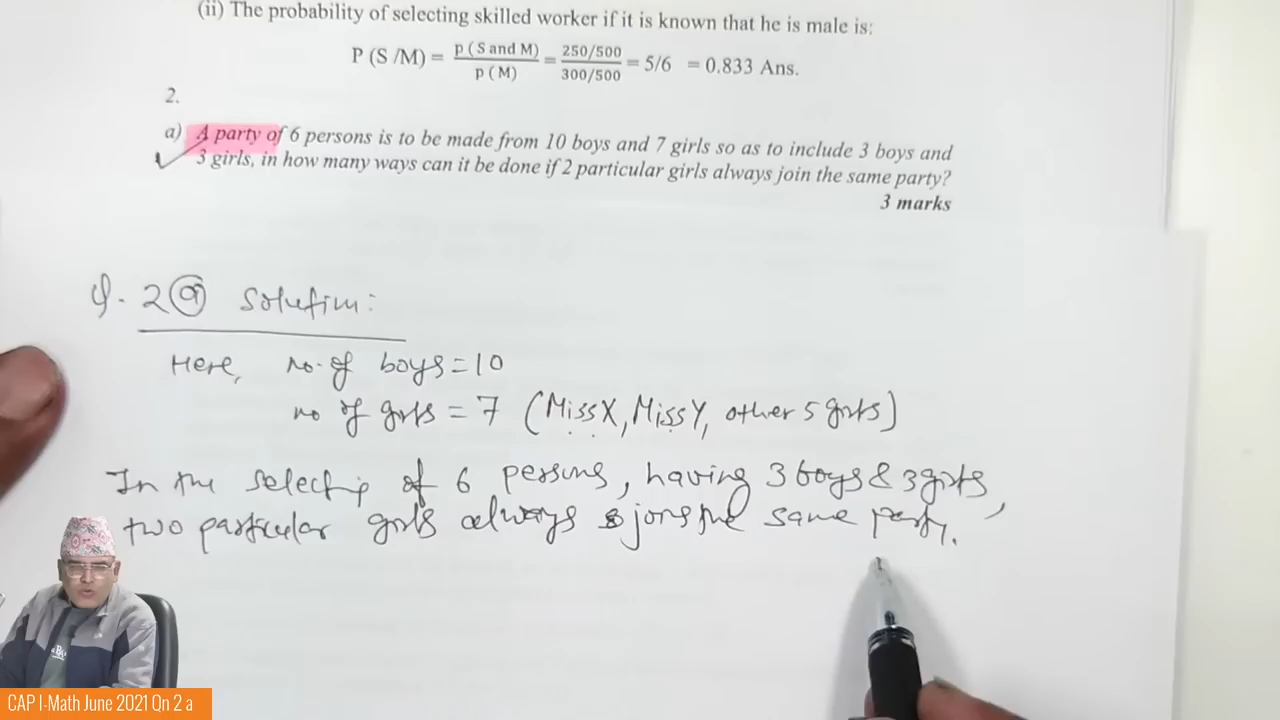 (ii) The probability of selecting skilled worker if it is known that he is male is:
P (S /M) = p ( S and M) / p ( M) = 250/500 / 300/500 = 5/6 = 0.833 Ans.
2.
a) A party of 6 persons is to be made from 10 boys and 7 girls so as to include 3 boys and
3 girls, in how many ways can it be done if 2 particular girls always join the same party?
3 marks
Q. 2 (a) Solution:
Here, no. of boys = 10
no of girls = 7 (Miss X, Miss Y, other 5 girls)
In the selection of 6 persons, having 3 boys & 3 girls,
two particular girls always joins the same party.
CAP I-Math June 2021 Qn 2 a